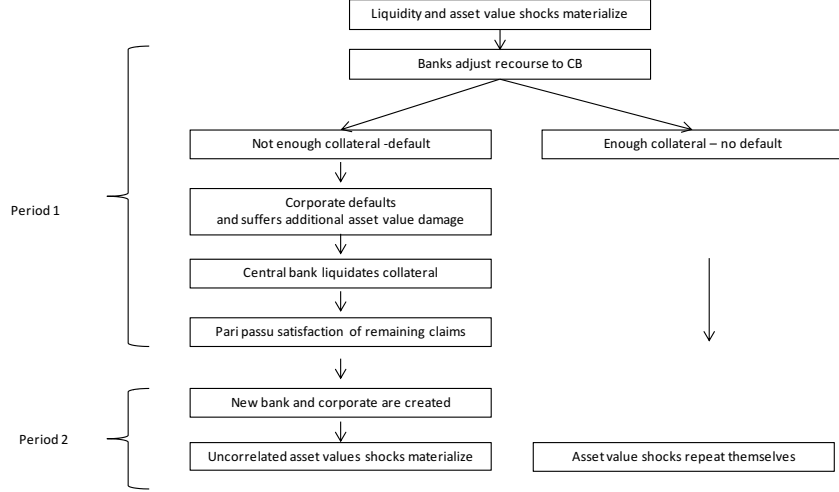 Liquidity and asset value shocks materialize
Banks adjust recourse to CB
Not enough collateral -default
Enough collateral – no default
Corporate defaults
and suffers additional asset value damage
Period 1
Central bank liquidates collateral
Pari passu satisfaction of remaining claims
New bank and corporate are created
Period 2
Uncorrelated asset values shocks materialize
Asset value shocks repeat themselves